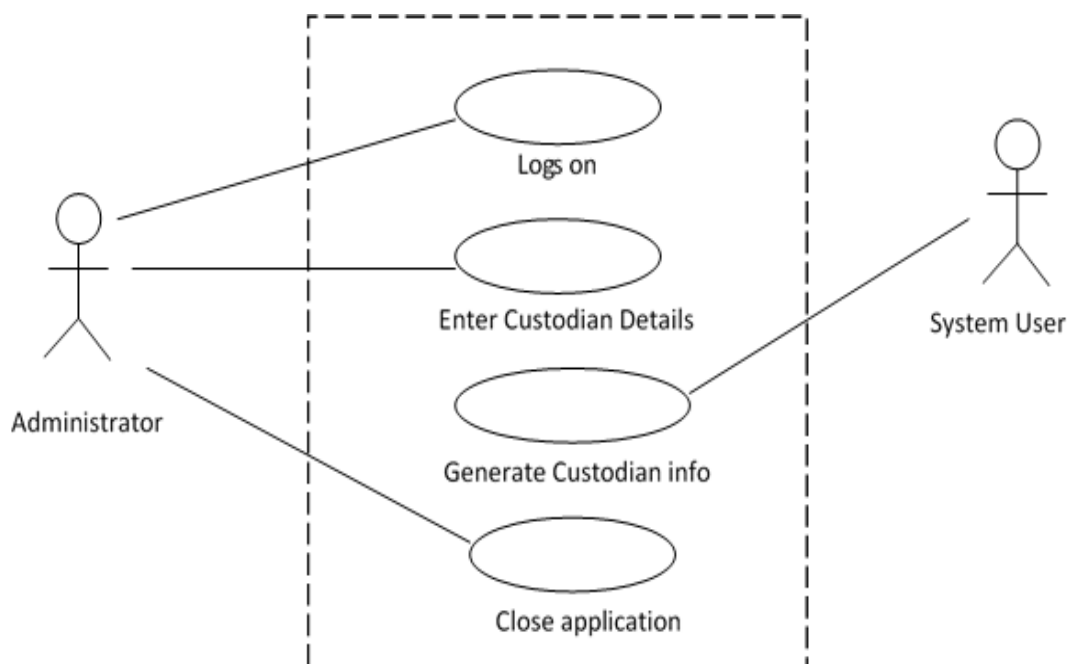 Logs on
Enter Custodian Details
System User
Administrator
Generate Custodian info
Close application